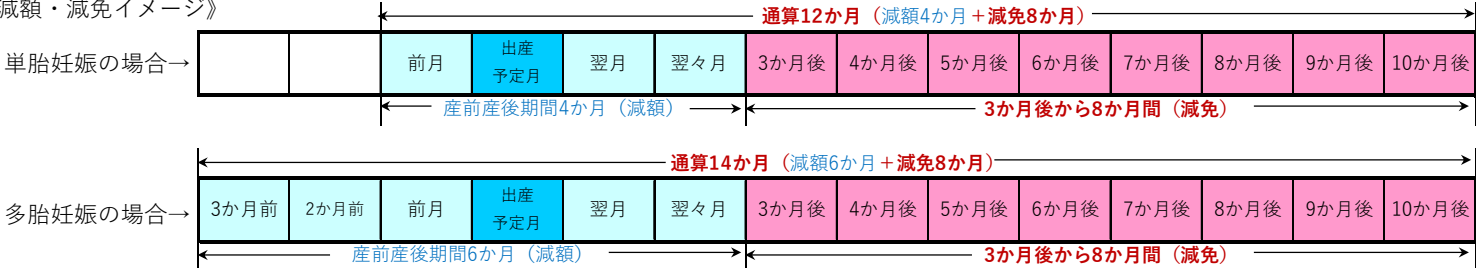 減額・減免イメージ》
通算12か月（減額4か月＋減免8か月）
単胎妊娠の場合→ 前月 出産予定月 翌月 翌々月 3か月後 4か月後 5か月後 6か月後 7か月後 8か月後 9か月後 10か月後
産前産後期間4か月（減額） 3か月後から8か月間（減免）
通算14か月（減額6か月＋減免8か月）
多胎妊娠の場合→ 3か月前 2か月前 前月 出産予定月 翌月 翌々月 3か月後 4か月後 5か月後 6か月後 7か月後 8か月後 9か月後 10か月後
産前産後期間6か月（減額） 3か月後から8か月間（減免）